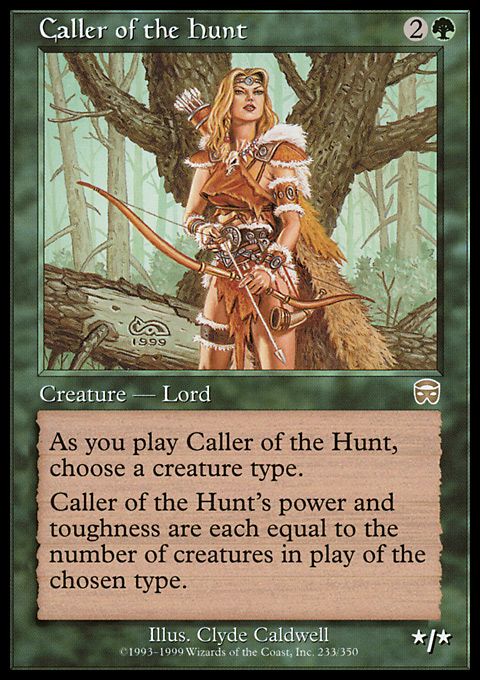 Caller of the Hunt 2
1999
Creature — Lord
As you play Caller of the Hunt,
choose a creature type.
Caller of the Hunt's power and
toughness are each equal to the
number of creatures in play of the
chosen type.
Illus. Clyde Caldwell
©1993-1999 Wizards of the Coast, Inc. 233/350
*/*